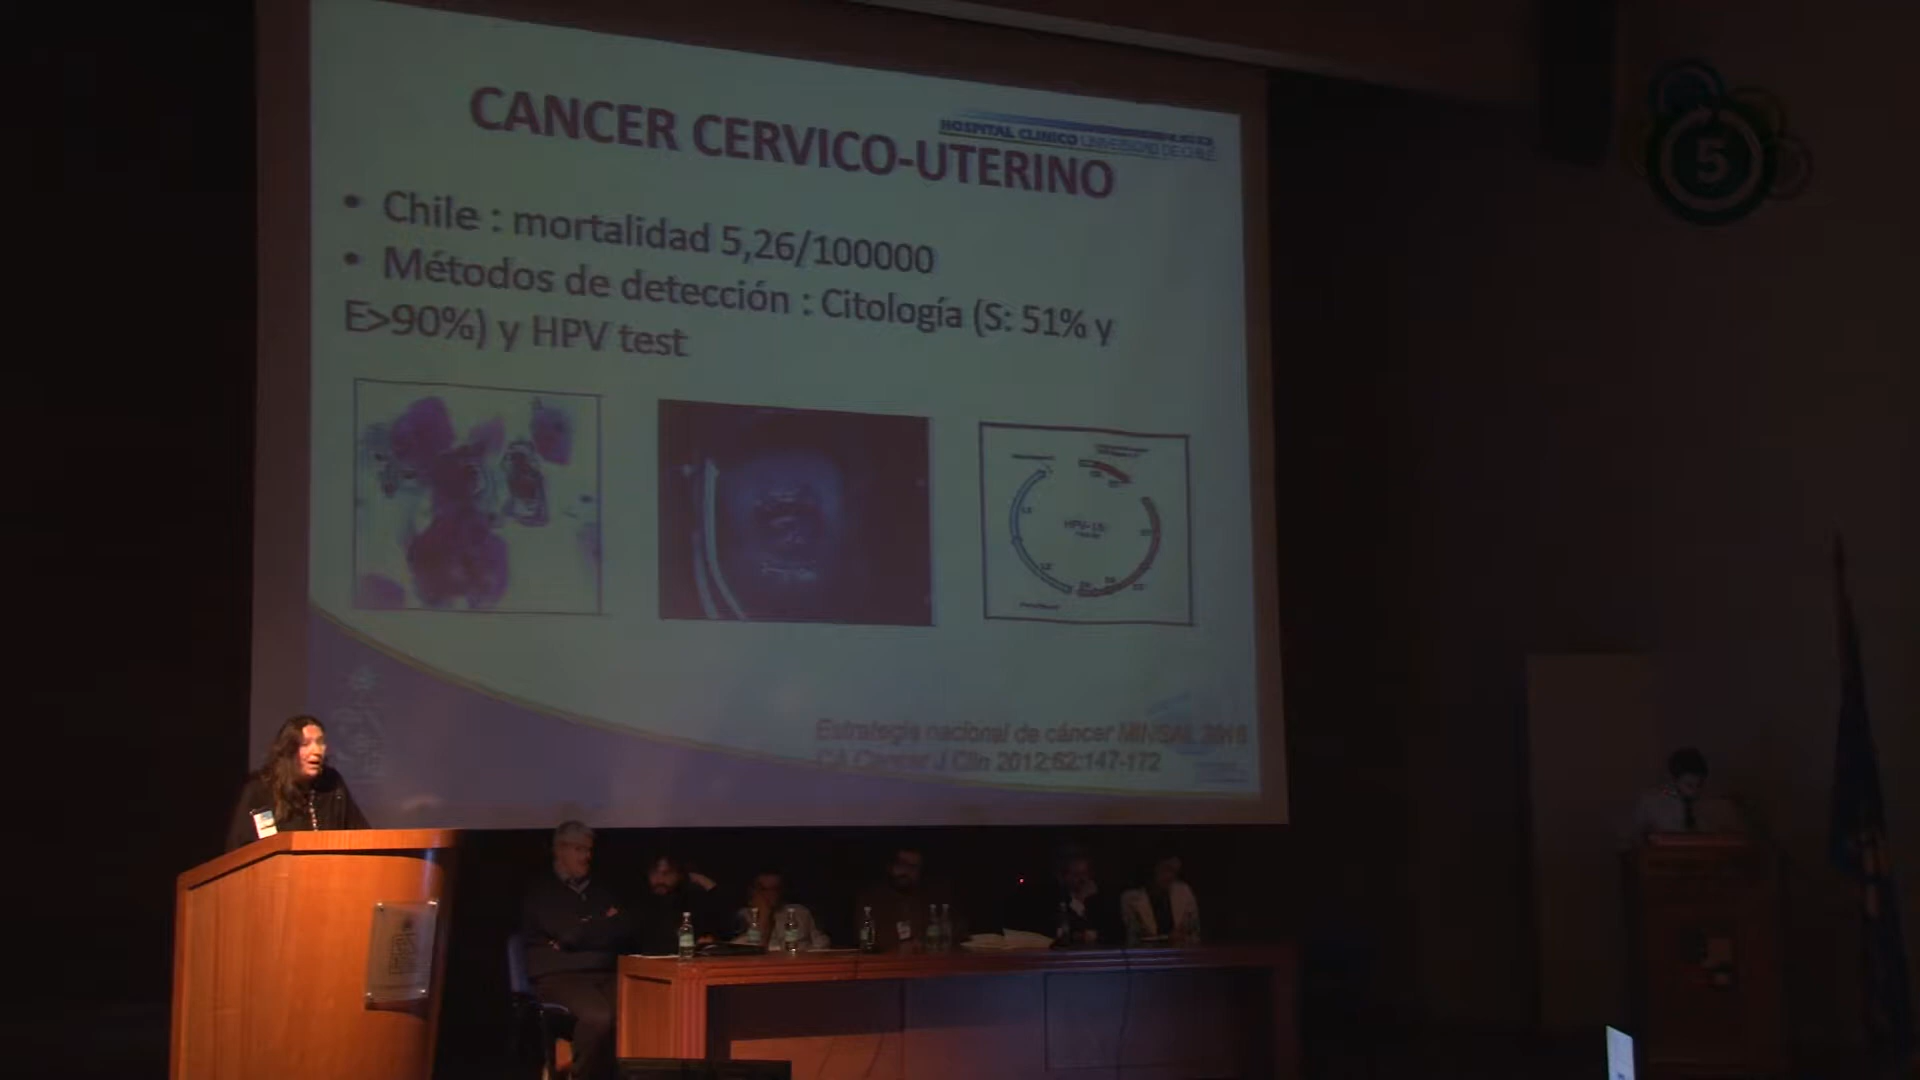 CANCER CERVICO-UTERINO
HOSPITAL CLINICO UNIVERSIDAD DE CHILE
• Chile : mortalidad 5,26/100000
• Métodos de detección : Citología (S: 51% y
E>90%) y HPV test
Estrategia nacional de cáncer MINSAL
CA Cancer J Clin 2012;62:147-172
5